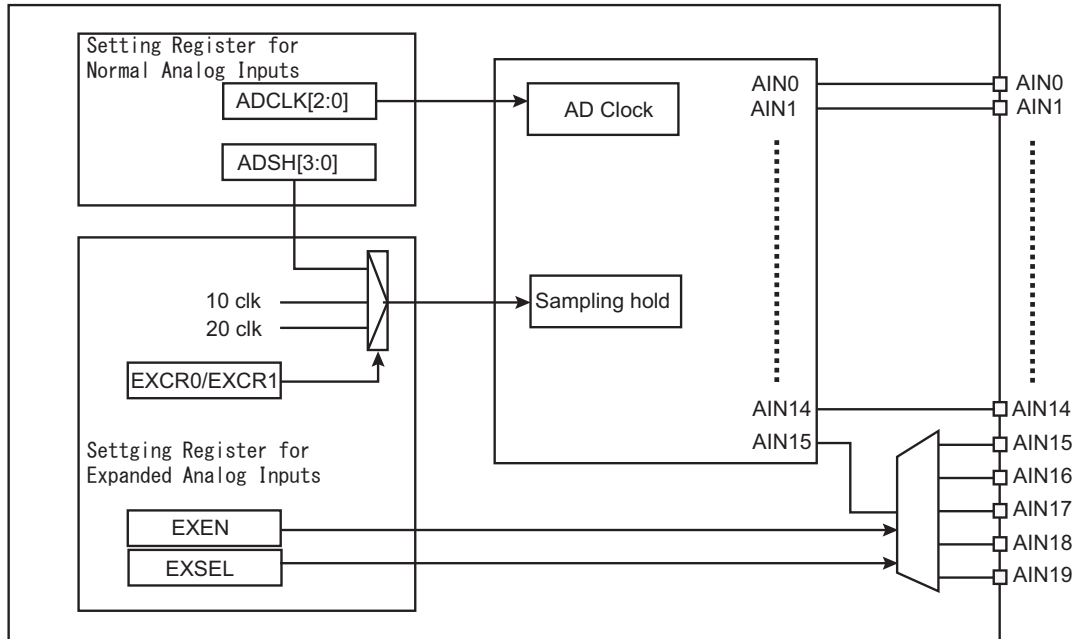 Setting Register for
Normal Analog Inputs
ADCLK[2:0]
ADSH[3:0]
10 clk
20 clk
EXCR0/EXCR1
Settging Register for
Expanded Analog Inputs
EXEN
EXSEL
AD Clock
Sampling hold
AIN0
AIN1
AIN14
AIN15
AIN0
AIN1
AIN14
AIN15
AIN16
AIN17
AIN18
AIN19